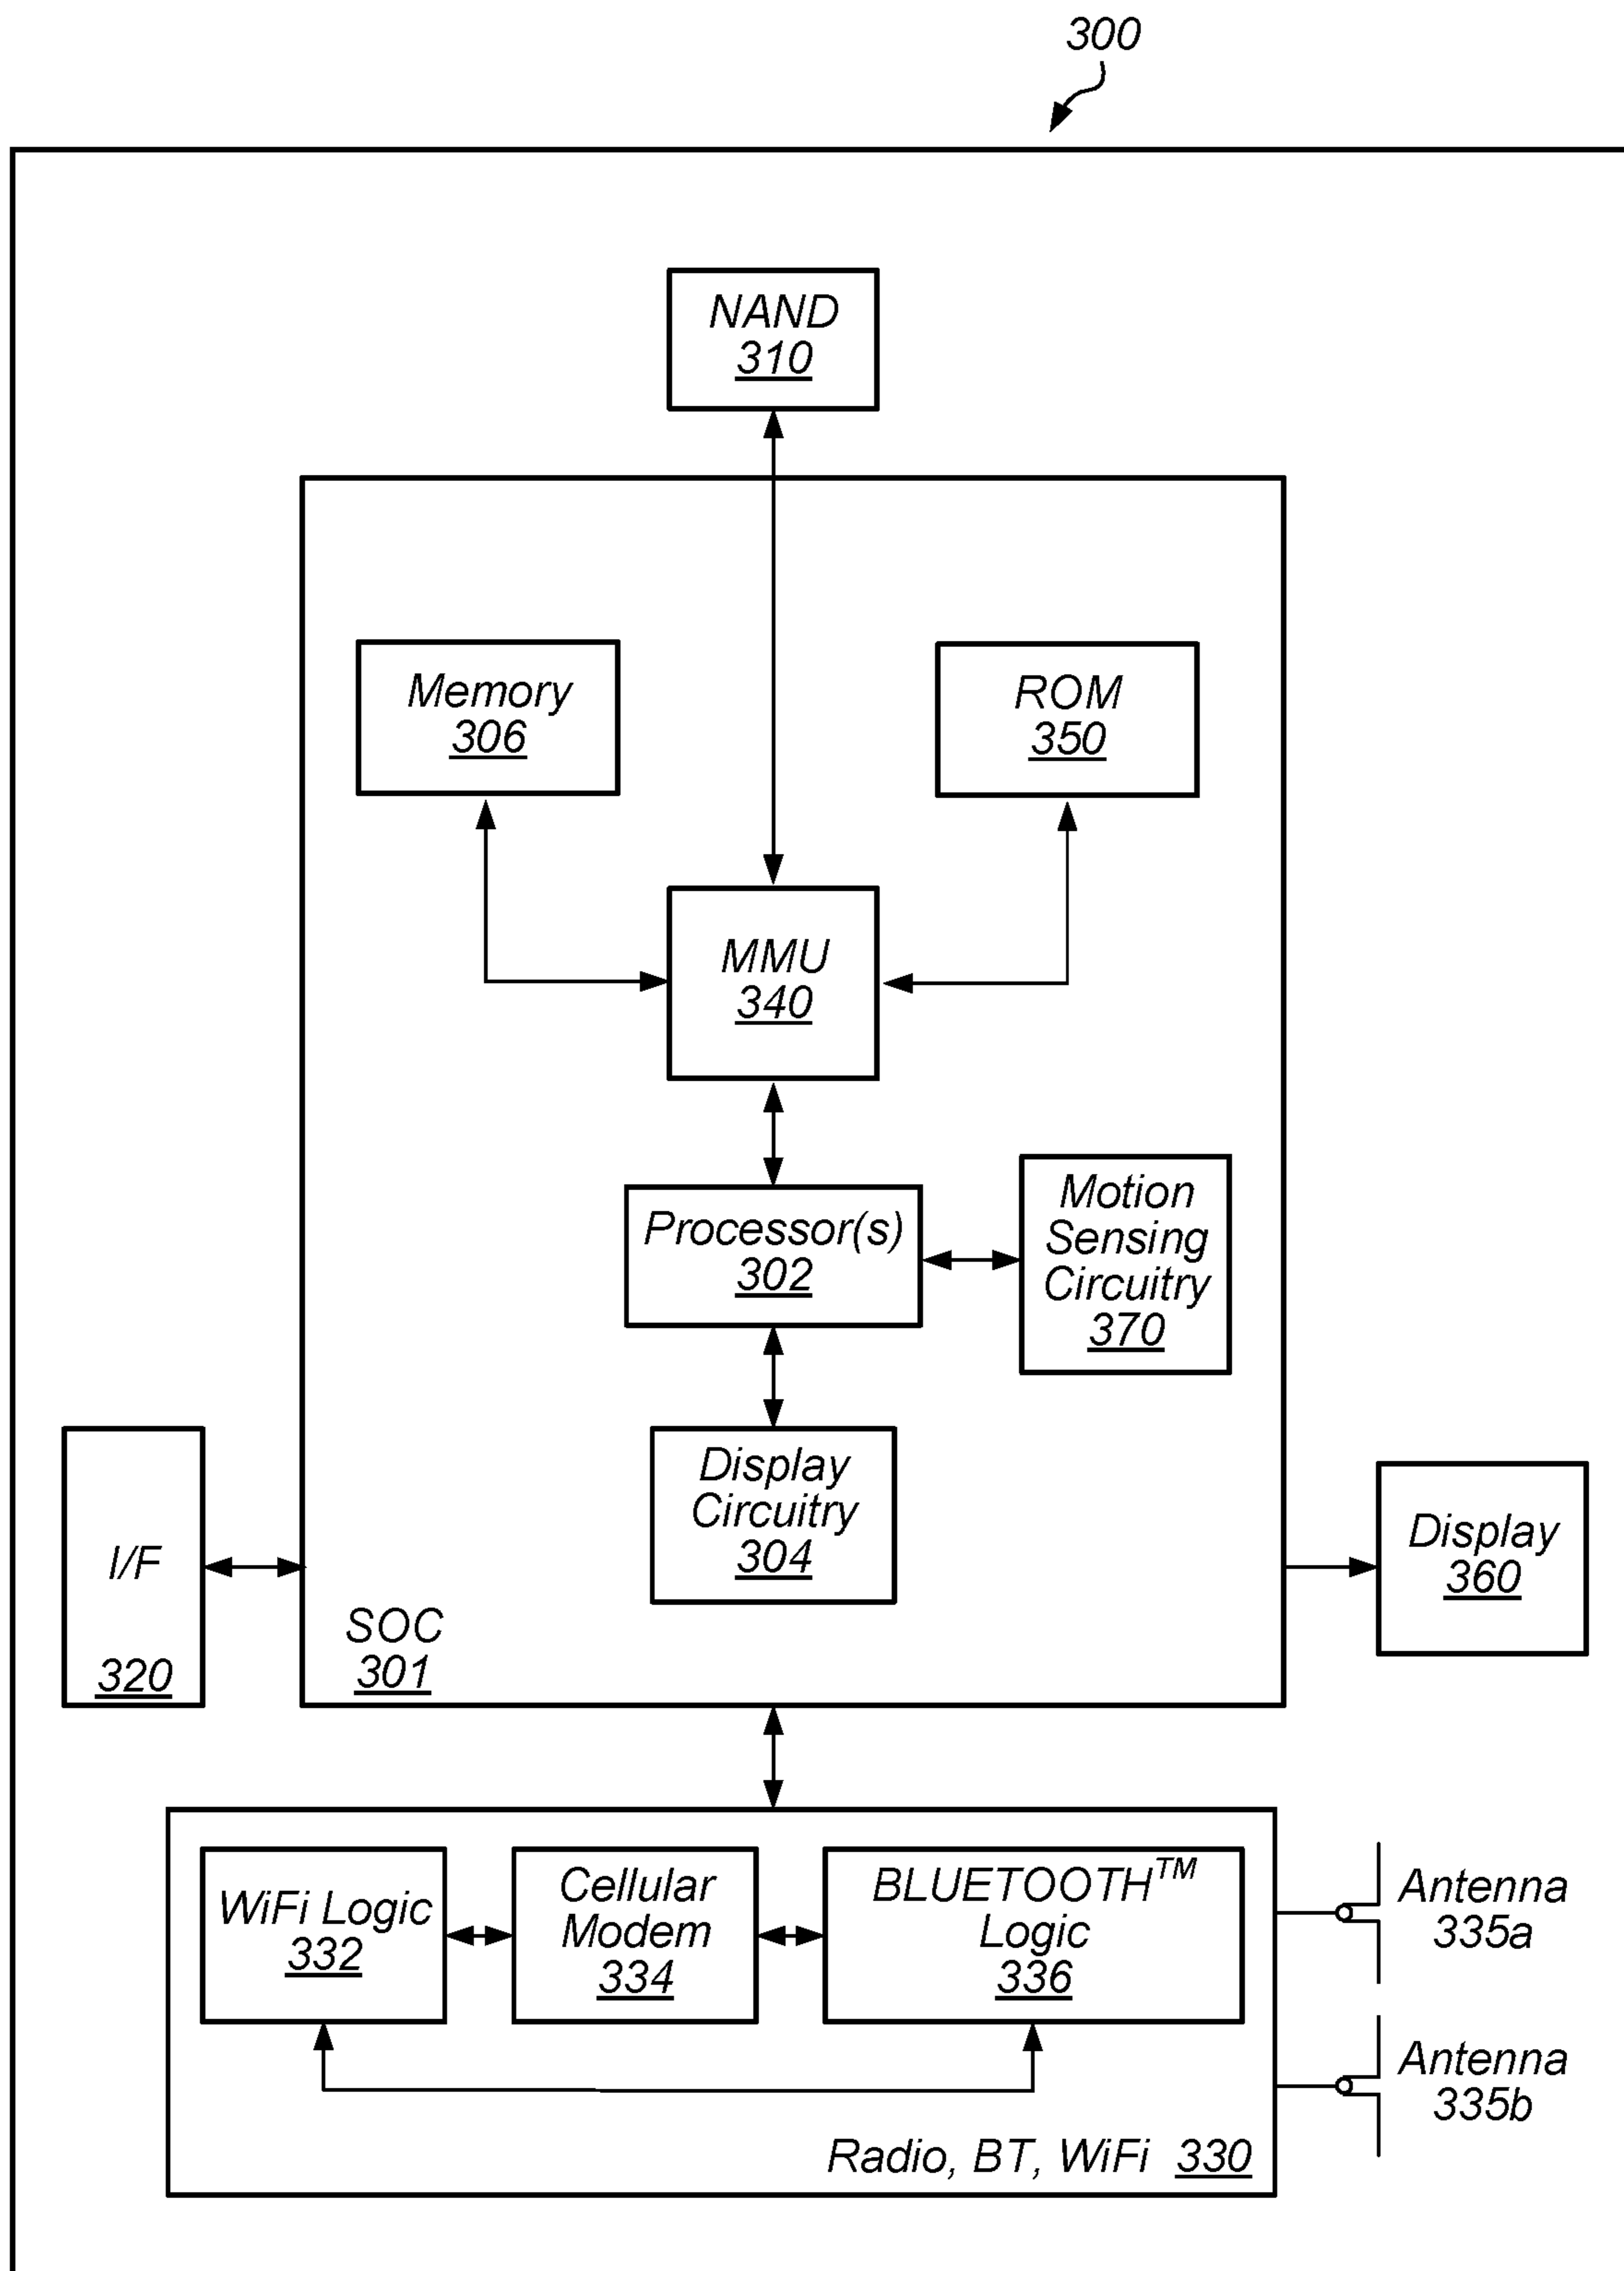 300
NAND
310
Memory
306
ROM
350
MMU
340
Processor(s)
302
Motion
Sensing
Circuitry
370
Display
Circuitry
304
I/F
320
SOC
301
Display
360
WiFi Logic
332
Cellular
Modem
334
BLUETOOTH™
Logic
336
Antenna
335a
Antenna
335b
Radio, BT, WiFi 330